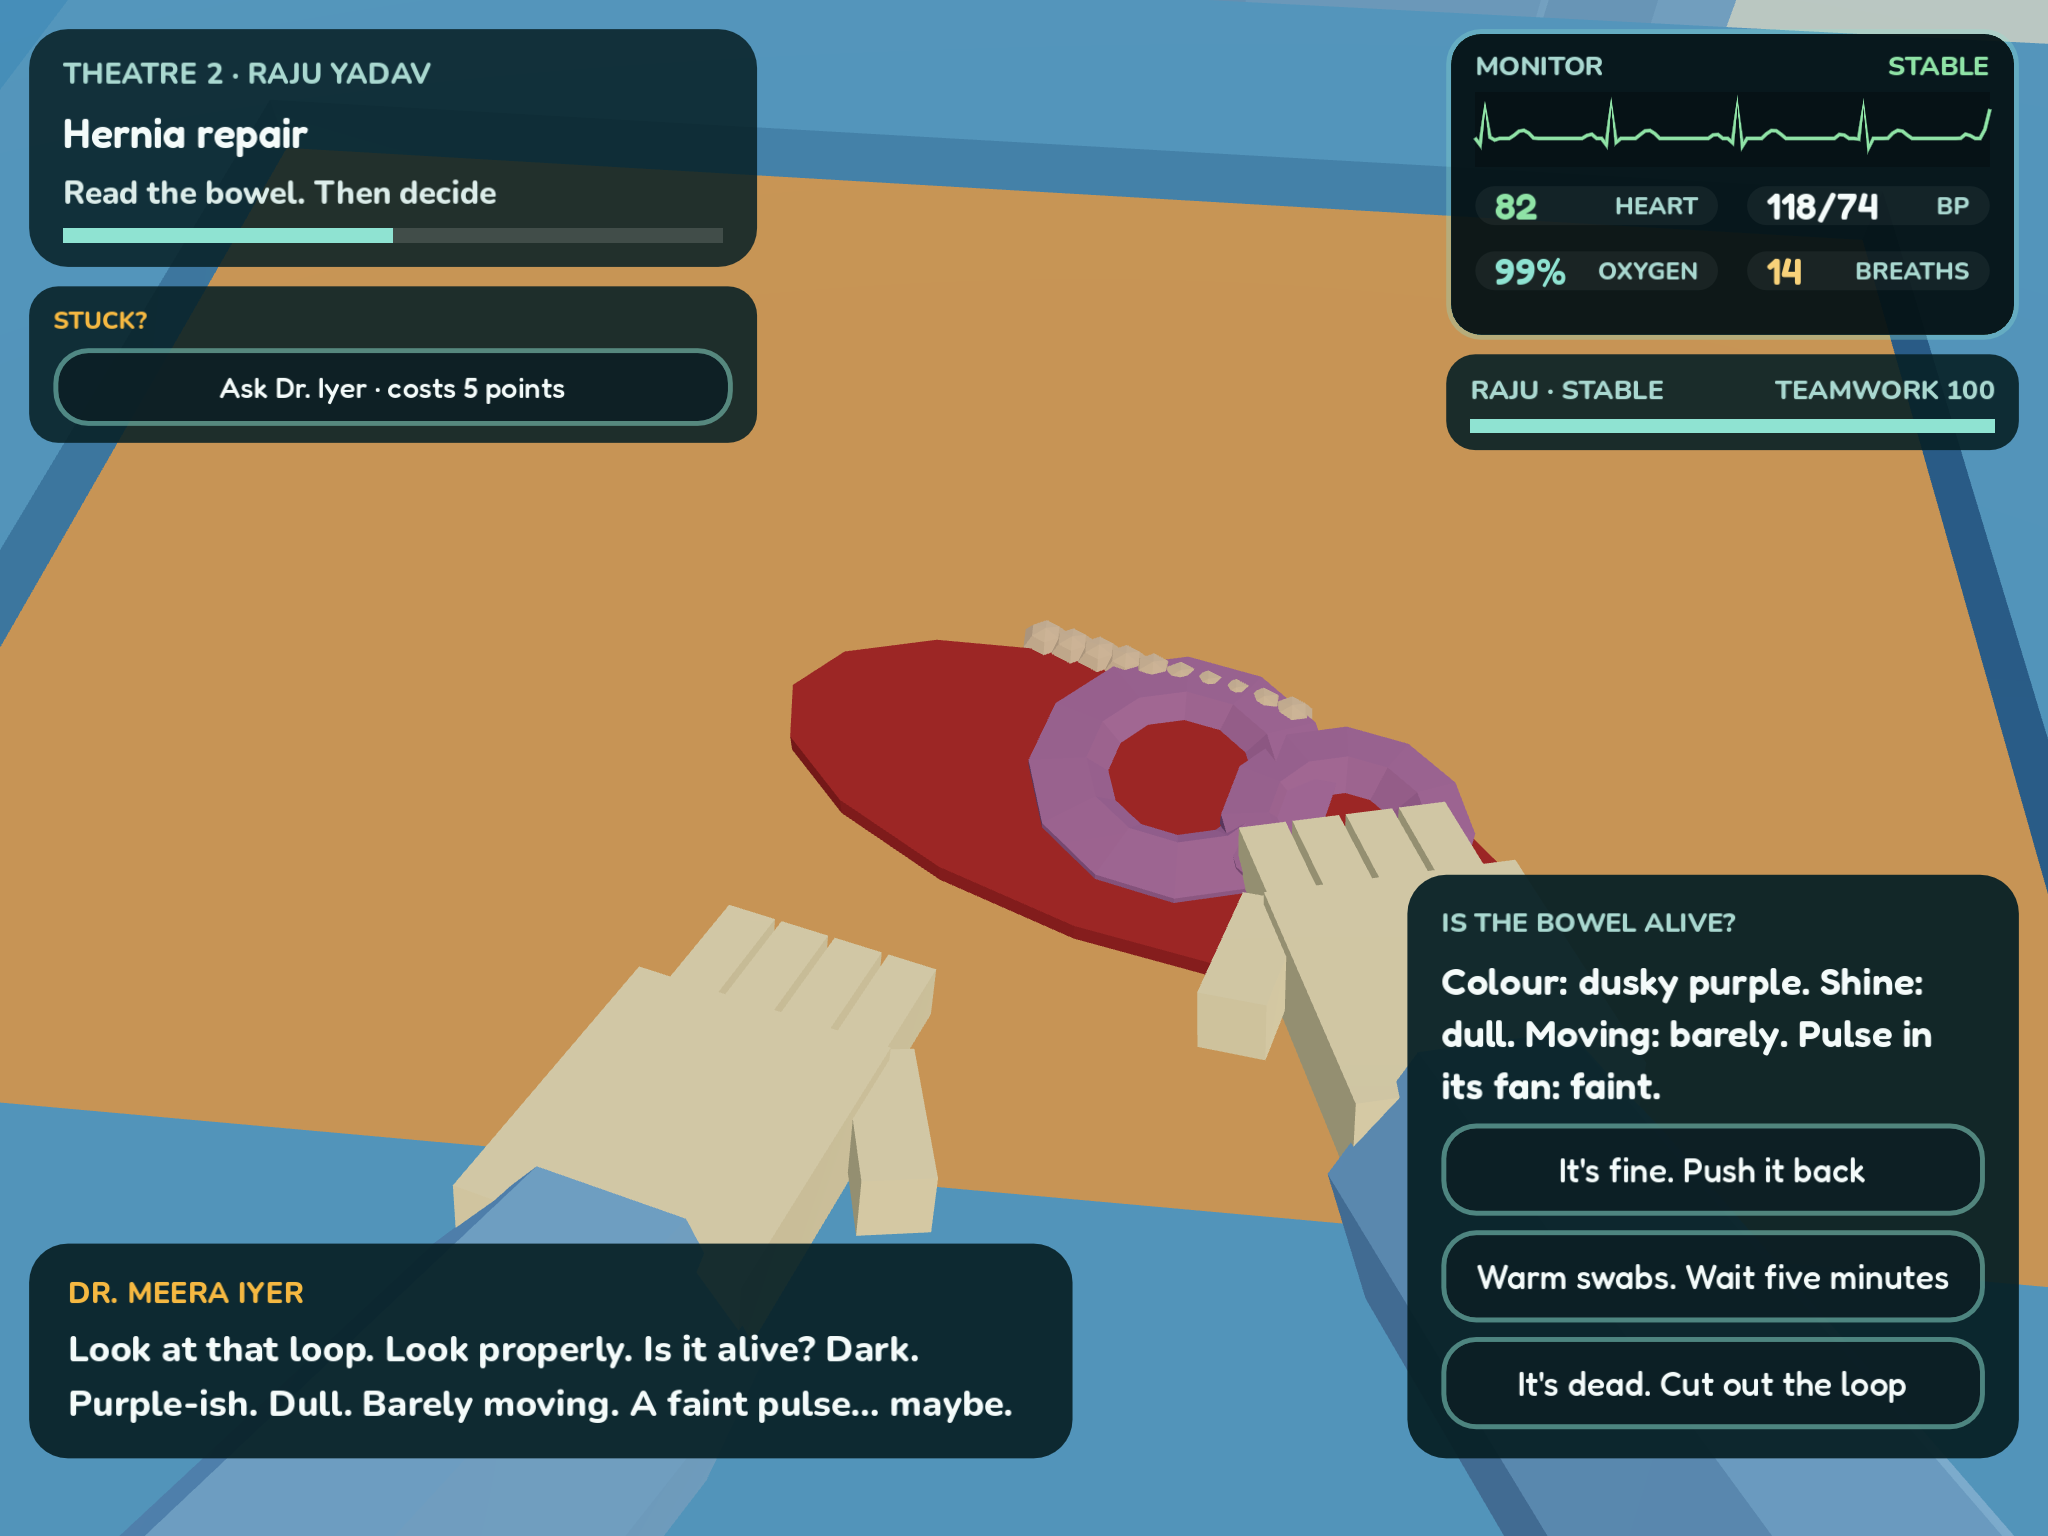 THEATRE 2 · RAJU YADAV
Hernia repair
Read the bowel. Then decide
STUCK?
Ask Dr. Iyer · costs 5 points
MONITOR STABLE
82 HEART 118/74 BP
99% OXYGEN 14 BREATHS
RAJU · STABLE TEAMWORK 100
IS THE BOWEL ALIVE?
Colour: dusky purple. Shine:
dull. Moving: barely. Pulse in
its fan: faint.
It's fine. Push it back
Warm swabs. Wait five minutes
It's dead. Cut out the loop
DR. MEERA IYER
Look at that loop. Look properly. Is it alive? Dark.
Purple-ish. Dull. Barely moving. A faint pulse... maybe.